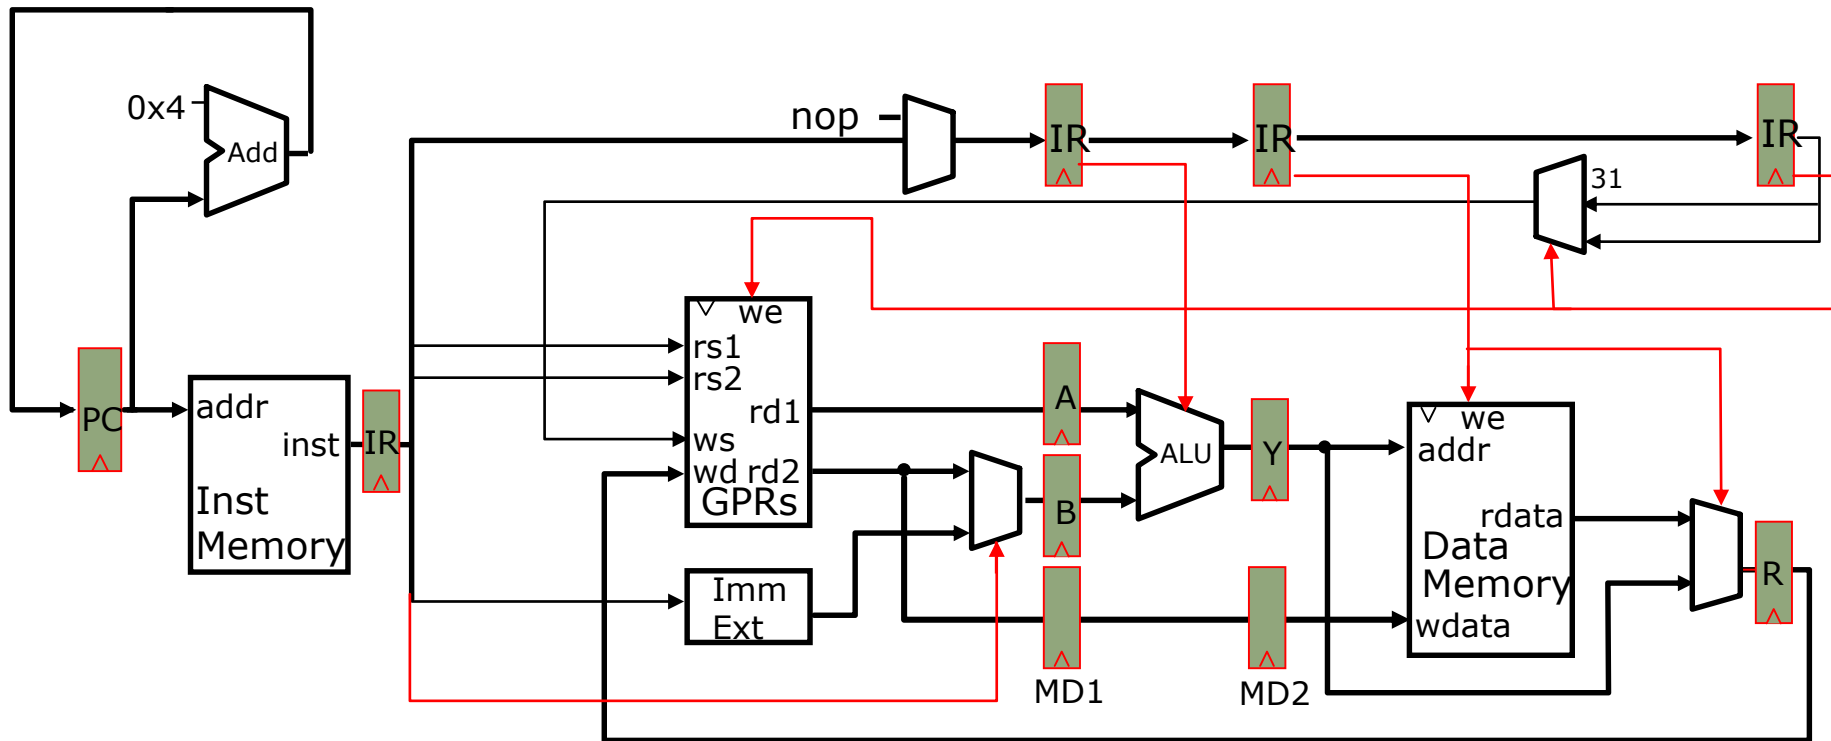 0x4
Add
nop
IR
IR
IR
31
we
rs1
rs2
rd1
ws
wd rd2
GPRs
PC
addr
inst
Inst
Memory
IR
A
B
ALU
Y
we
addr
rdata
Data
Memory
wdata
R
Imm
Ext
MD1
MD2